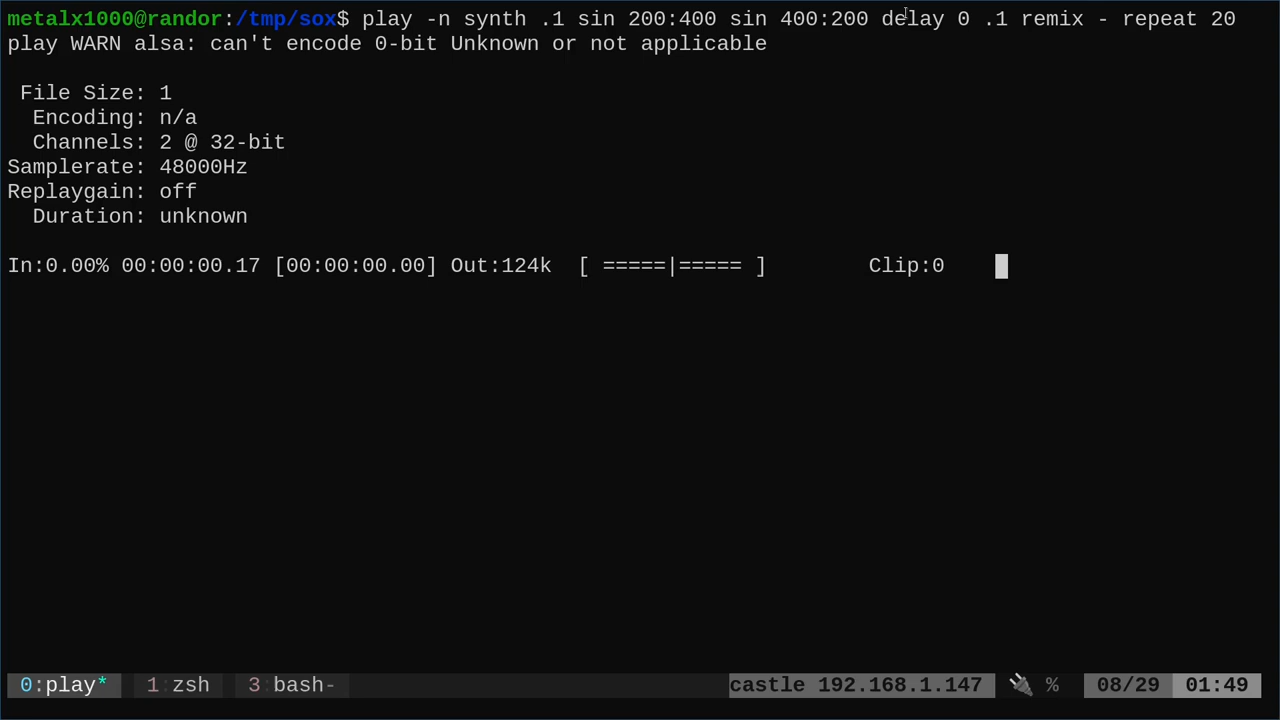 metalx1000@randor:/tmp/sox$ play -n synth .1 sin 200:400 sin 400:200 delay 0 .1 remix - repeat 20
play WARN alsa: can't encode 0-bit Unknown or not applicable
File Size: 1
Encoding: n/a
Channels: 2 @ 32-bit
Samplerate: 48000Hz
Replaygain: off
Duration: unknown
In:0.00% 00:00:00.17 [00:00:00.00] Out:124k [ =====|===== ] Clip:0
0:play* 1:zsh 3:bash- castle 192.168.1.147 🔌 % 08/29 01:49